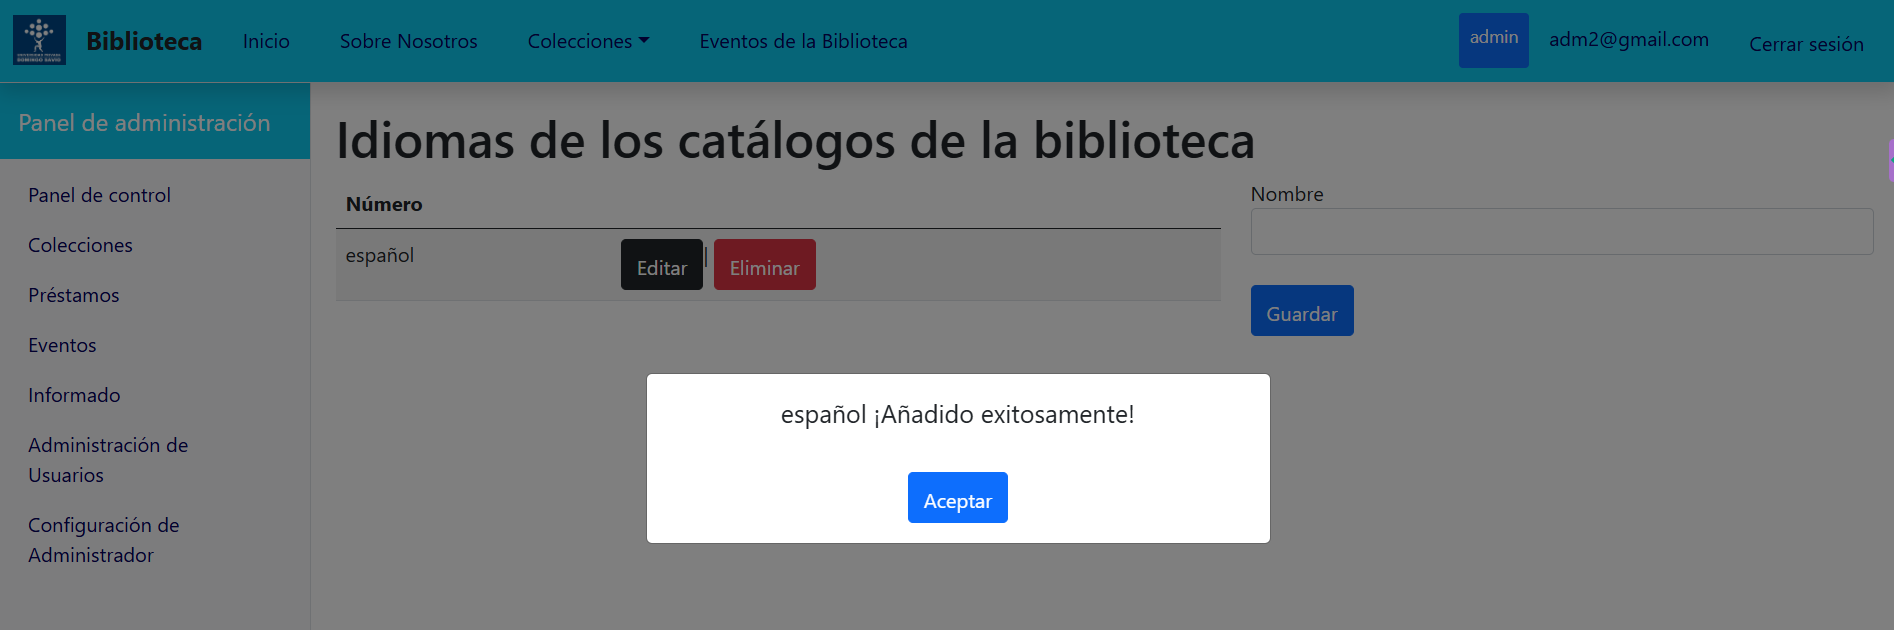 Biblioteca
Inicio
Sobre Nosotros
Colecciones
Eventos de la Biblioteca
admin
adm2@gmail.com
Cerrar sesión
Panel de administración
Panel de control
Colecciones
Préstamos
Eventos
Informado
Administración de
Usuarios
Configuración de
Administrador
Idiomas de los catálogos de la biblioteca
Número
español
Editar
|
Eliminar
Nombre
Guardar
español ¡Añadido exitosamente!
Aceptar